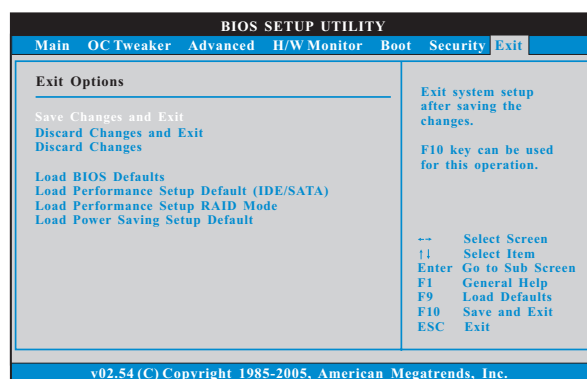 BIOS SETUP UTILITY
Main OC Tweaker Advanced H/W Monitor Boot Security Exit
Exit Options
Save Changes and Exit
Discard Changes and Exit
Discard Changes
Load BIOS Defaults
Load Performance Setup Default (IDE/SATA)
Load Performance Setup RAID Mode
Load Power Saving Setup Default
Exit system setup
after saving the
changes.
F10 key can be used
for this operation.
←→ Select Screen
↑↓ Select Item
Enter Go to Sub Screen
F1 General Help
F9 Load Defaults
F10 Save and Exit
ESC Exit
v02.54 (C) Copyright 1985-2005, American Megatrends, Inc.